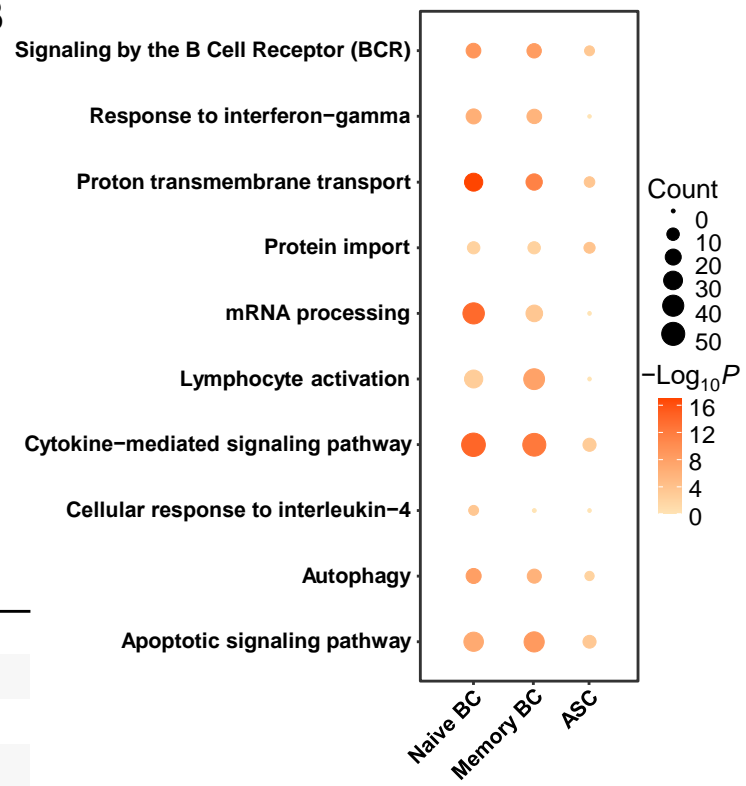 B
Signaling by the B Cell Receptor (BCR)
Response to interferon−gamma
Proton transmembrane transport
Protein import
mRNA processing
Lymphocyte activation
Cytokine−mediated signaling pathway
Cellular response to interleukin−4
Autophagy
Apoptotic signaling pathway
Naive BC
Memory BC
ASC
Count
0
10
20
30
40
50
−Log₁₀P
16
12
8
4
0